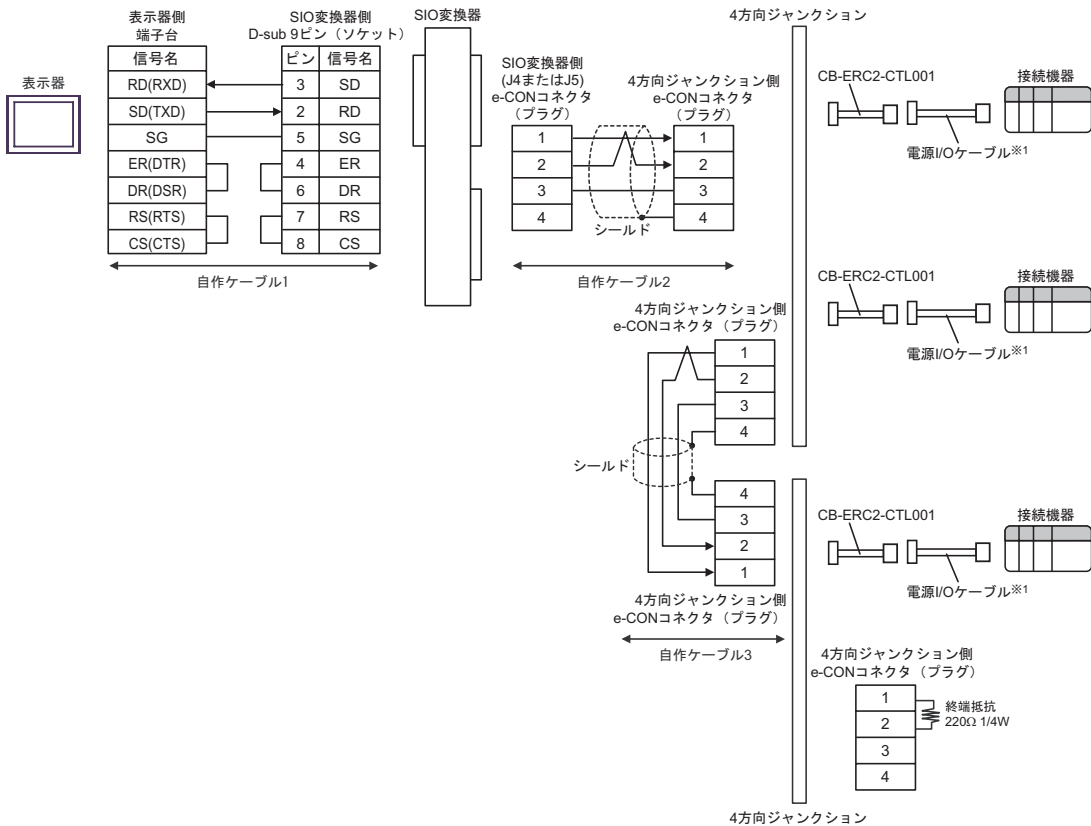 表示器
表示器側
端子台
信号名
RD(RXD)
SD(TXD)
SG
ER(DTR)
DR(DSR)
RS(RTS)
CS(CTS)
SIO変換器側
D-sub 9ピン（ソケット）
ピン 信号名
3 SD
2 RD
5 SG
4 ER
6 DR
7 RS
8 CS
自作ケーブル1
SIO変換器
SIO変換器側
(J4またはJ5)
e-CONコネクタ
（プラグ）
1
2
3
4
シールド
4方向ジャンクション側
e-CONコネクタ
（プラグ）
1
2
3
4
自作ケーブル2
4方向ジャンクション側
e-CONコネクタ（プラグ）
1
2
3
4
シールド
4
3
2
1
4方向ジャンクション側
e-CONコネクタ（プラグ）
自作ケーブル3
4方向ジャンクション
CB-ERC2-CTL001
接続機器
電源I/Oケーブル※1
CB-ERC2-CTL001
接続機器
電源I/Oケーブル※1
CB-ERC2-CTL001
接続機器
電源I/Oケーブル※1
4方向ジャンクション側
e-CONコネクタ（プラグ）
1
2
3
4
終端抵抗
220Ω 1/4W
4方向ジャンクション